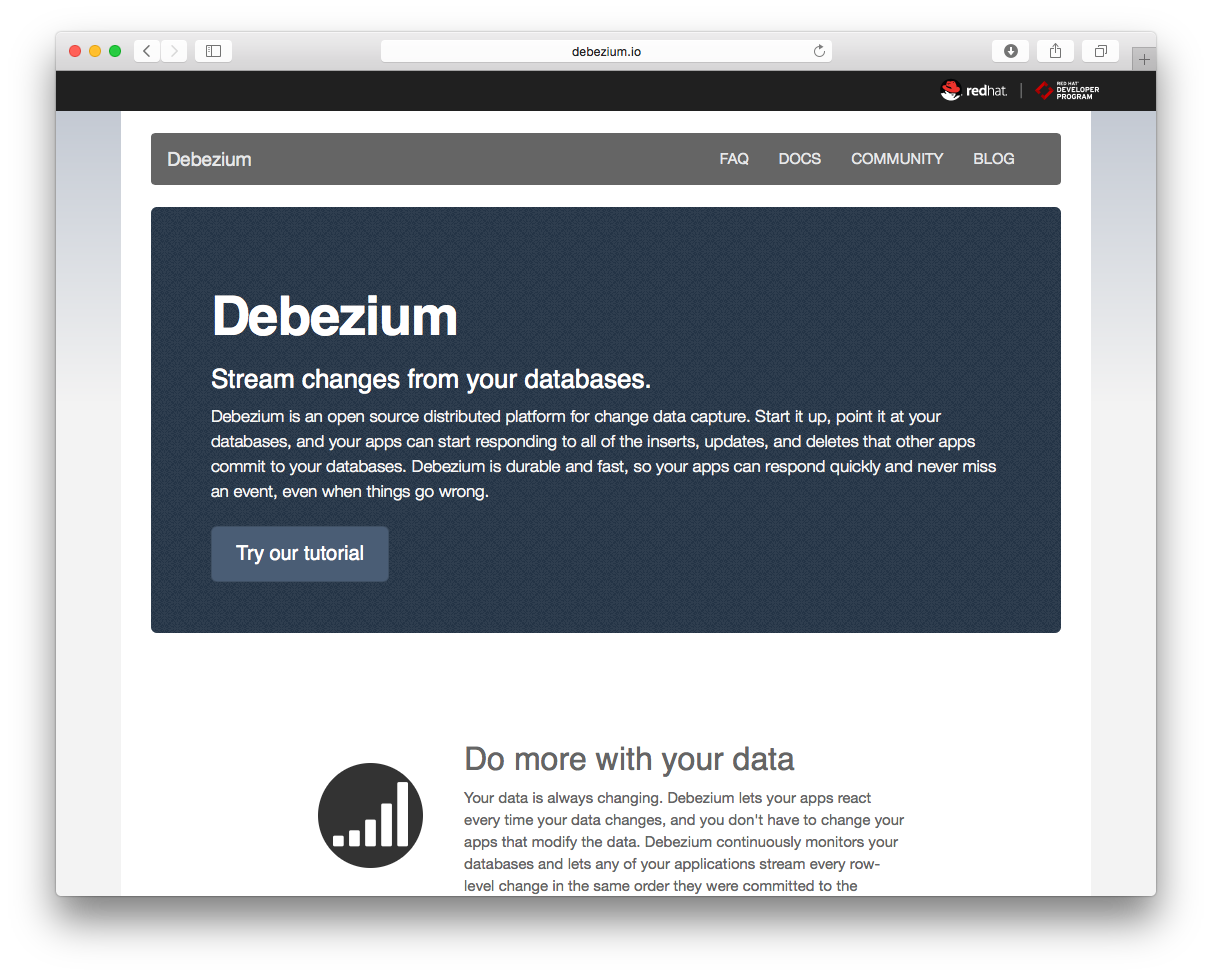 debezium.io
redhat. | RED HAT DEVELOPER PROGRAM
Debezium FAQ DOCS COMMUNITY BLOG
Debezium
Stream changes from your databases.
Debezium is an open source distributed platform for change data capture. Start it up, point it at your
databases, and your apps can start responding to all of the inserts, updates, and deletes that other apps
commit to your databases. Debezium is durable and fast, so your apps can respond quickly and never miss
an event, even when things go wrong.
Try our tutorial
Do more with your data
Your data is always changing. Debezium lets your apps react
every time your data changes, and you don't have to change your
apps that modify the data. Debezium continuously monitors your
databases and lets any of your applications stream every row-
level change in the same order they were committed to the